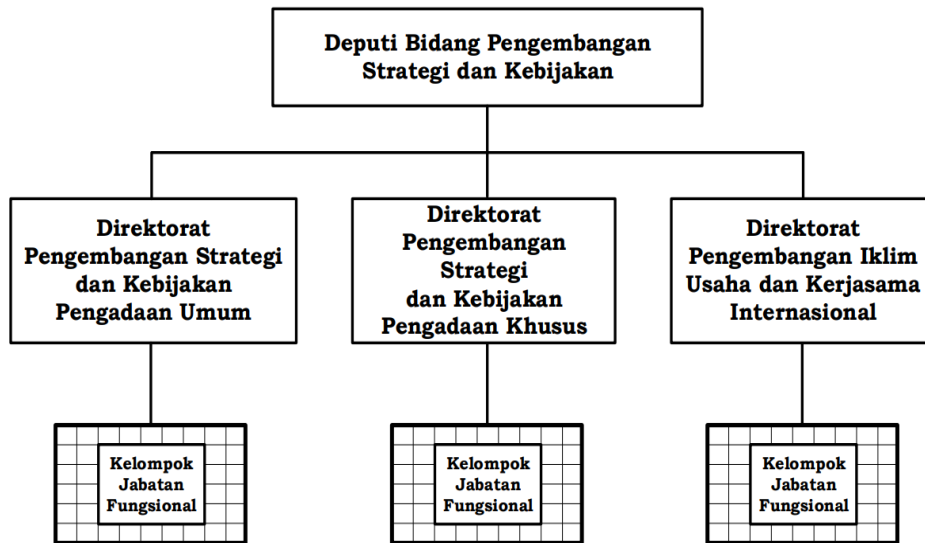 Deputi Bidang Pengembangan
Strategi dan Kebijakan
Direktorat
Pengembangan Strategi
dan Kebijakan
Pengadaan Umum
Direktorat
Pengembangan
Strategi
dan Kebijakan
Pengadaan Khusus
Direktorat
Pengembangan Iklim
Usaha dan Kerjasama
Internasional
Kelompok
Jabatan
Fungsional
Kelompok
Jabatan
Fungsional
Kelompok
Jabatan
Fungsional